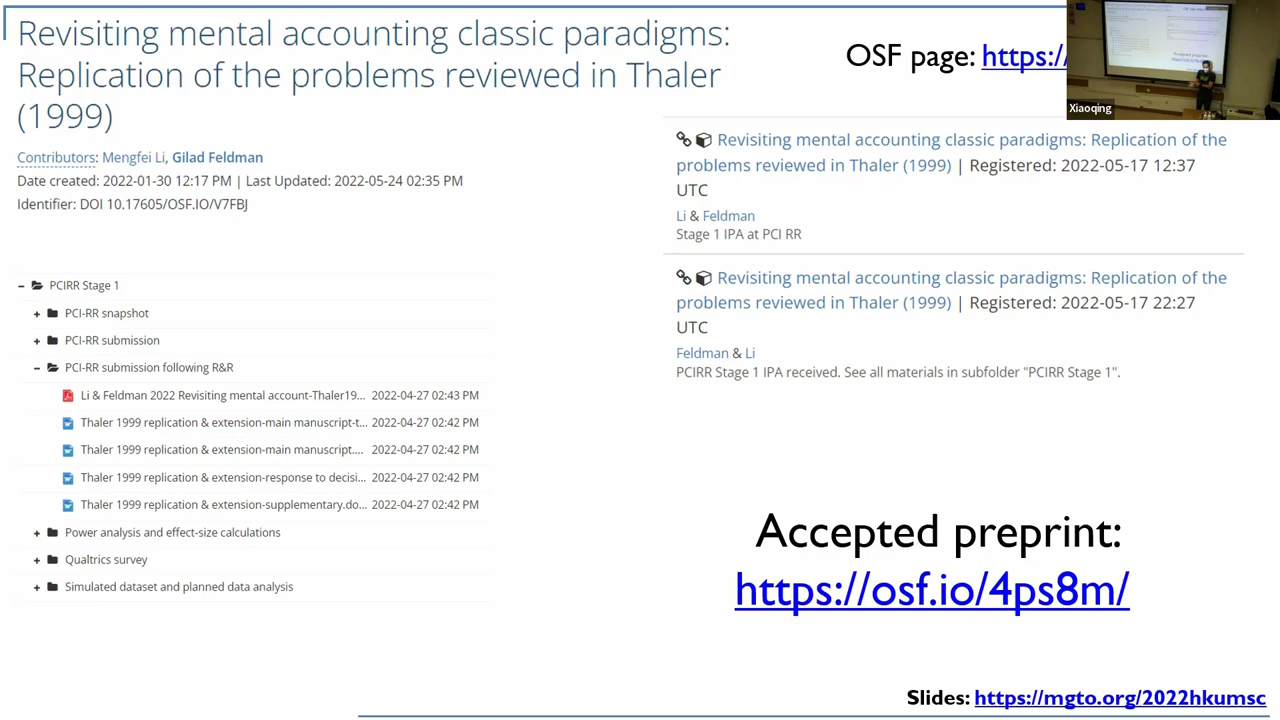 Revisiting mental accounting classic paradigms:
Replication of the problems reviewed in Thaler
(1999)
Contributors: Mengfei Li, Gilad Feldman
Date created: 2022-01-30 12:17 PM | Last Updated: 2022-05-24 02:35 PM
Identifier: DOI 10.17605/OSF.IO/V7FBJ
PCIRR Stage 1
PCI-RR snapshot
PCI-RR submission
PCI-RR submission following R&R
Li & Feldman 2022 Revisiting mental account-Thaler19... 2022-04-27 02:43 PM
Thaler 1999 replication & extension-main manuscript-t... 2022-04-27 02:42 PM
Thaler 1999 replication & extension-main manuscript.... 2022-04-27 02:42 PM
Thaler 1999 replication & extension-response to decisi... 2022-04-27 02:42 PM
Thaler 1999 replication & extension-supplementary.do... 2022-04-27 02:42 PM
Power analysis and effect-size calculations
Qualtrics survey
Simulated dataset and planned data analysis
OSF page: https:/
Xiaoqing
Revisiting mental accounting classic paradigms: Replication of the
problems reviewed in Thaler (1999) | Registered: 2022-05-17 12:37
UTC
Li & Feldman
Stage 1 IPA at PCI RR
Revisiting mental accounting classic paradigms: Replication of the
problems reviewed in Thaler (1999) | Registered: 2022-05-17 22:27
UTC
Feldman & Li
PCIRR Stage 1 IPA received. See all materials in subfolder "PCIRR Stage 1".
Accepted preprint:
https://osf.io/4ps8m/
Slides: https://mgto.org/2022hkumsc